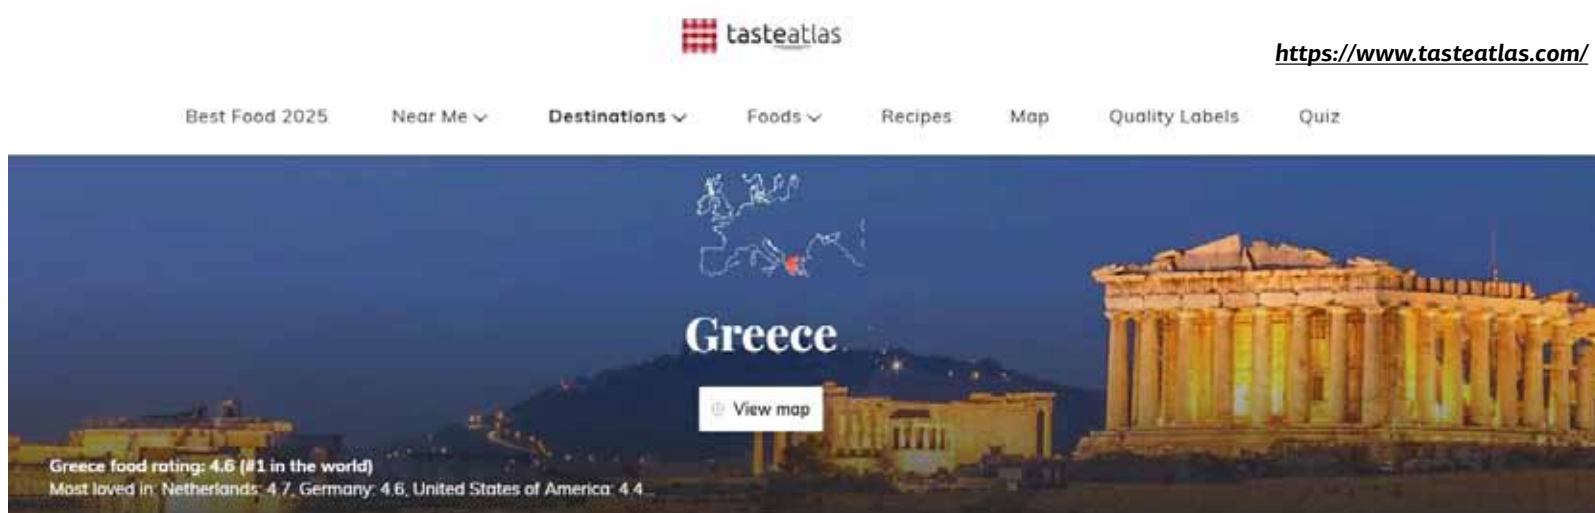 tasteatlas
https://www.tasteatlas.com/
Best Food 2025 Near Me Destinations Foods Recipes Map Quality Labels Quiz
Greece
View map
Greece food rating: 4.6 (#1 in the world)
Most loved in: Netherlands: 4.7, Germany: 4.6, United States of America: 4.4...